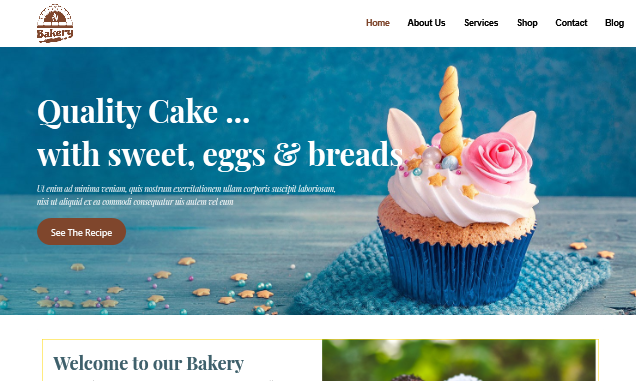 Bakery
Home About Us Services Shop Contact Blog
Quality Cake ...
with sweet, eggs & breads
Ut enim ad minima veniam, quis nostrum exercitationem ullam corporis suscipit laboriosam,
nisi ut aliquid ex ea commodi consequatur uis autem vel eum
See The Recipe
Welcome to our Bakery